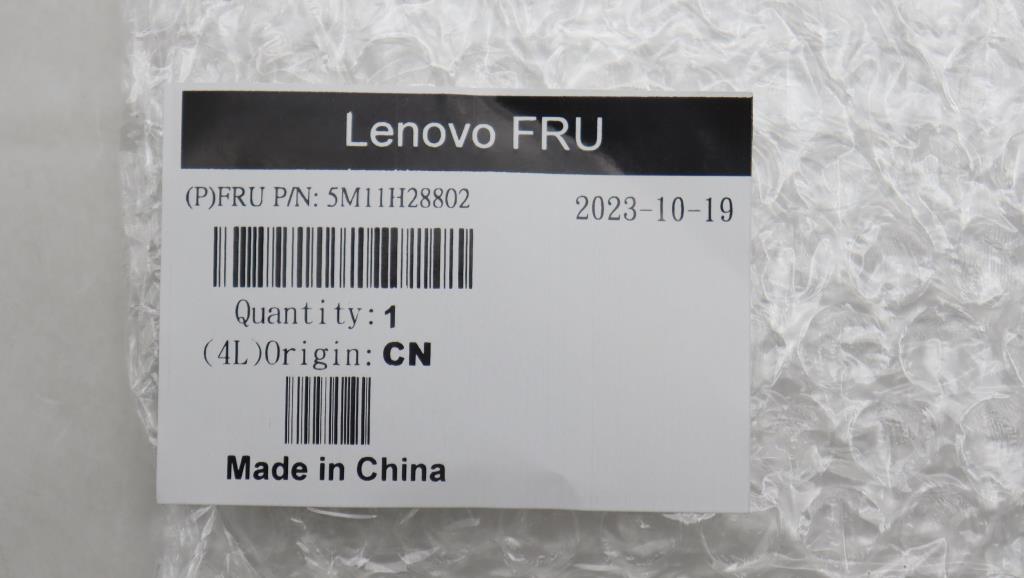 Lenovo FRU
(P)FRU P/N: 5M11H28802
2023-10-19
Quantity: 1
(4L)Origin: CN
Made in China